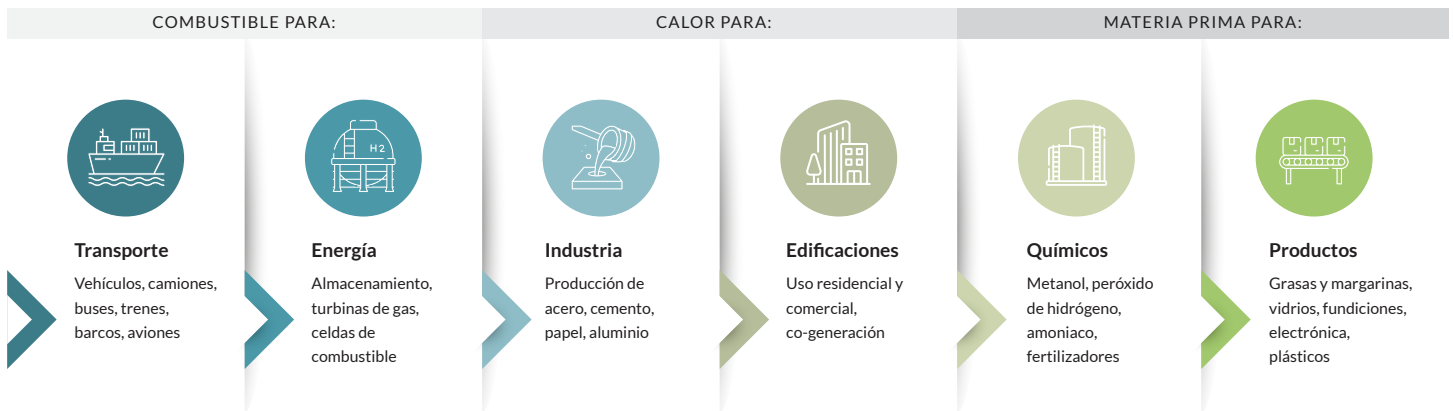 COMBUSTIBLE PARA:
CALOR PARA:
MATERIA PRIMA PARA:
H2
Transporte
Vehículos, camiones,
buses, trenes,
barcos, aviones
Energía
Almacenamiento,
turbinas de gas,
celdas de
combustible
Industria
Producción de
acero, cemento,
papel, aluminio
Edificaciones
Uso residencial y
comercial,
co-generación
Químicos
Metanol, peróxido
de hidrógeno,
amoniaco,
fertilizadores
Productos
Grasas y margarinas,
vidrios, fundiciones,
electrónica,
plásticos